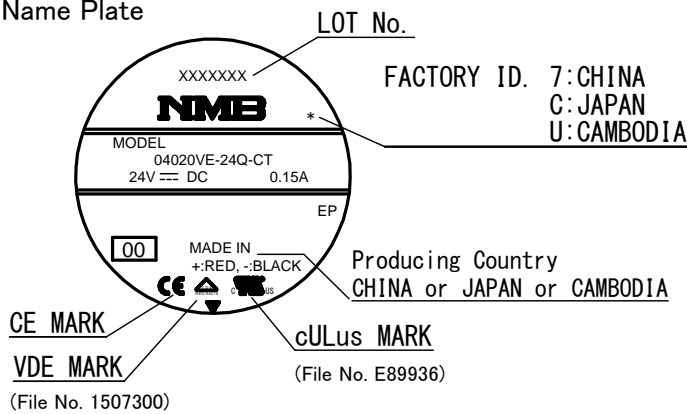 Name Plate
LOT No.
XXXXXXX
NMB
*
FACTORY ID. 7:CHINA
C:JAPAN
U:CAMBODIA
MODEL
04020VE-24Q-CT
24V DC 0.15A
EP
00
MADE IN
+:RED, -:BLACK
CE
C US
Producing Country
CHINA or JAPAN or CAMBODIA
CE MARK
cULus MARK
(File No. E89936)
VDE MARK
(File No. 1507300)